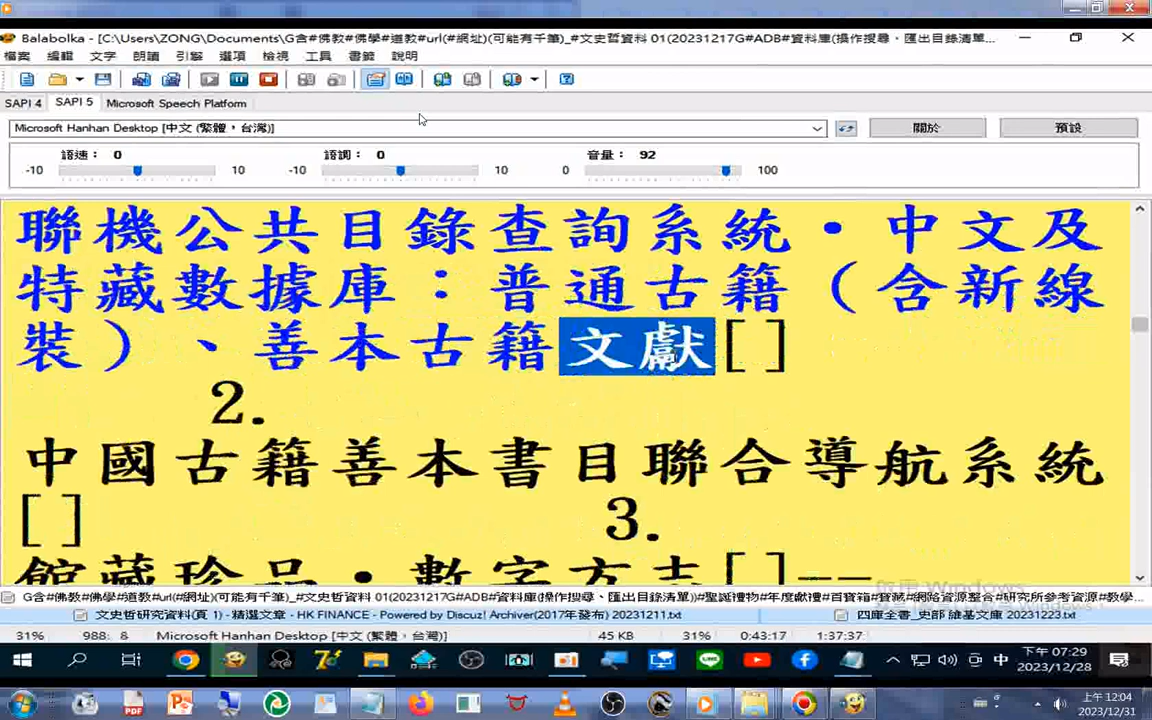 Balabolka - [C:\Users\ZONG\Documents\G含#佛教#佛學#道教#url(#網址)(可能有千筆)_#文史哲資料 01(20231217G#ADB#資料庫(操作搜尋、匯出目錄清單...
檔案 編輯 文字 朗讀 引擎 選項 檢視 工具 書籤 說明
SAPI 4 SAPI 5 Microsoft Speech Platform
Microsoft Hanhan Desktop [中文 (繁體，台灣)] 關於 預設
語速： 0 語調： 0 音量： 92
-10 10 -10 10 0 100
聯機公共目錄查詢系統·中文及
特藏數據庫：普通古籍（含新線
裝）、善本古籍文獻[]
2.
中國古籍善本書目聯合導航系統
[] 3.
館藏珍品·數字方志[]--
啟用 Windows
G含#佛教#佛學#道教#url(#網址)(可能有千筆)_#文史哲資料 01(20231217G#ADB#資料庫(操作搜尋、匯出目錄清單))#聖誕禮物#年度獻禮#百寶箱#寶藏#網路資源整合#研究所參考資源#教學...
文史哲研究資料(頁 1) - 精選文章 - HK FINANCE - Powered by Discuz! Archiver(2017年發布) 20231211.txt 四庫全書_史部 維基文庫 20231223.txt
31% 988: 8 Microsoft Hanhan Desktop [中文 (繁體，台灣)] 45 KB 31% 0:43:17 1:37:37
中 下午 07:29
2023/12/28
上午 12:04
2023/12/31